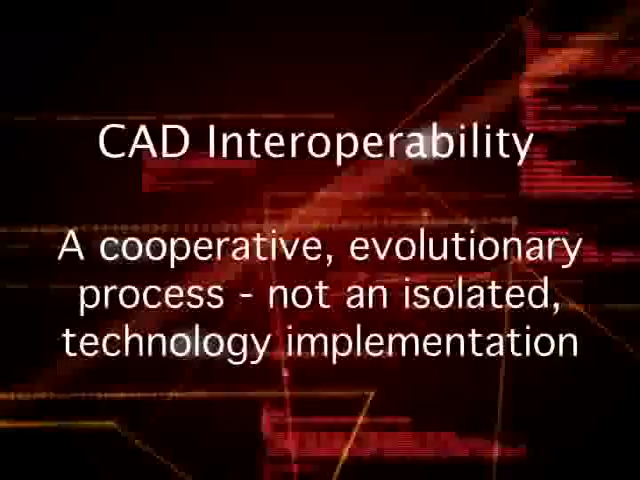 CAD Interoperability
A cooperative, evolutionary
process - not an isolated,
technology implementation